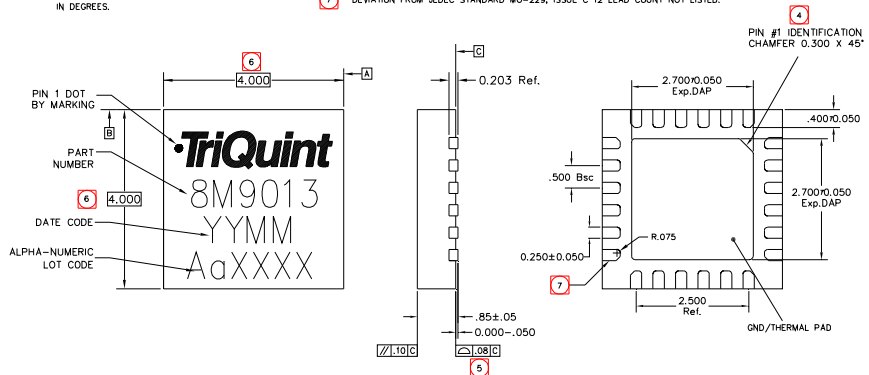 IN DEGREES.
7 DEVIATION FROM JEDEC STANDARD MO-229, ISSUE C 12 LEAD COUNT NOT LISTED.
4
PIN #1 IDENTIFICATION
CHAMFER 0.300 X 45°
6
4.000
A
C
0.203 Ref.
2.700±0.050
Exp.DAP
.400±0.050
PIN 1 DOT
BY MARKING
B
TriQuint
PART
NUMBER
8M9013
6
4.000
DATE CODE
YYMM
ALPHA-NUMERIC
LOT CODE
AaXXXX
.500 Bsc
2.700±0.050
Exp.DAP
R.075
0.250±0.050
7
2.500
Ref.
GND/THERMAL PAD
.85±.05
0.000-.050
// .10 C
.08 C
5